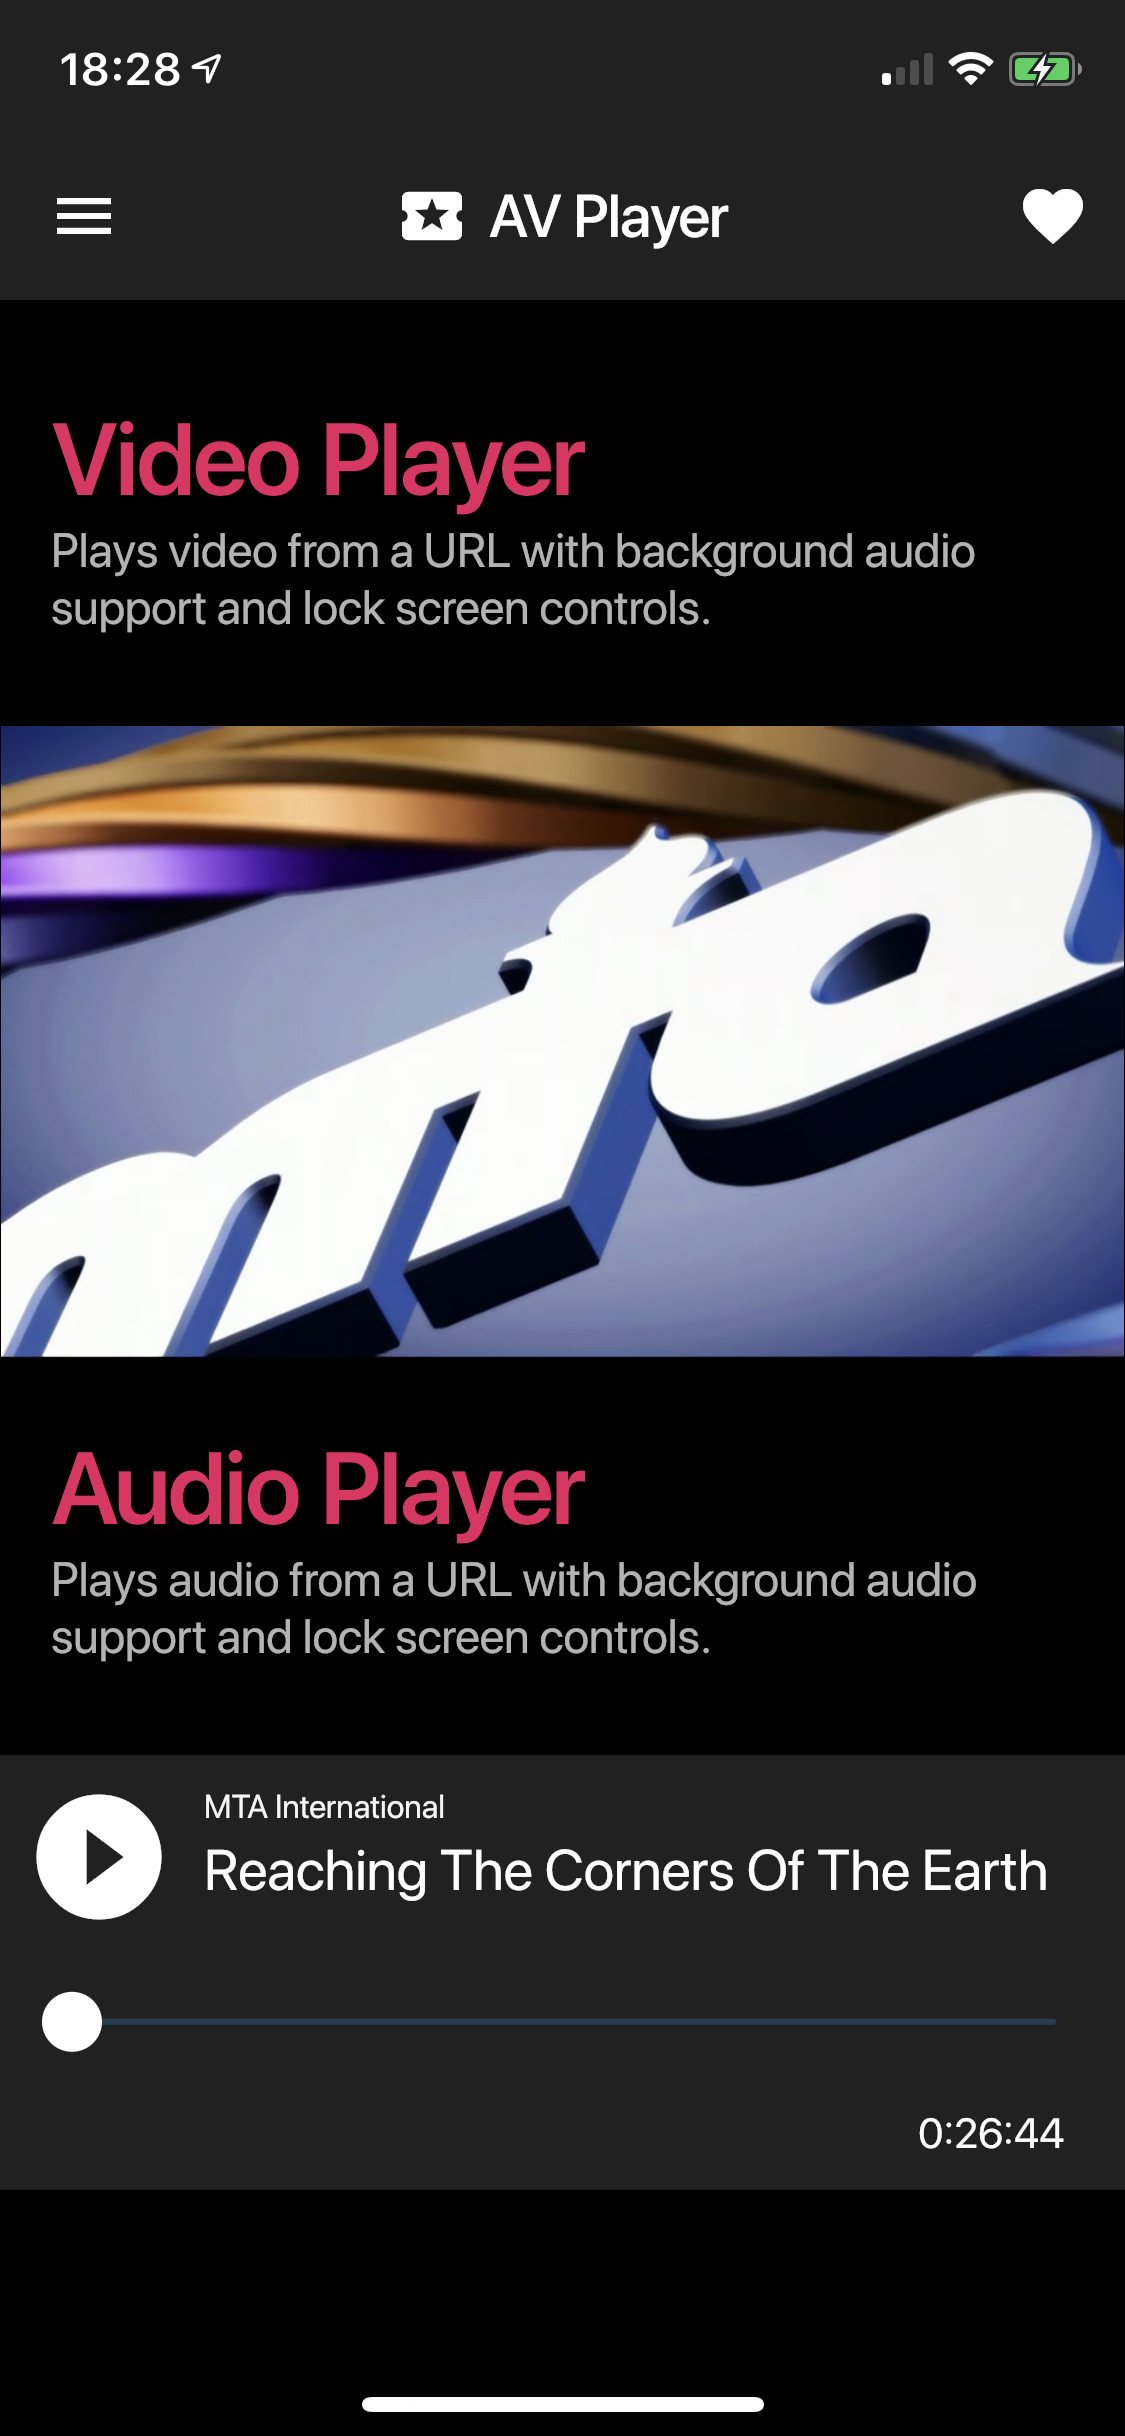 18:28
AV Player
Video Player
Plays video from a URL with background audio
support and lock screen controls.
mta
Audio Player
Plays audio from a URL with background audio
support and lock screen controls.
MTA International
Reaching The Corners Of The Earth
0:26:44